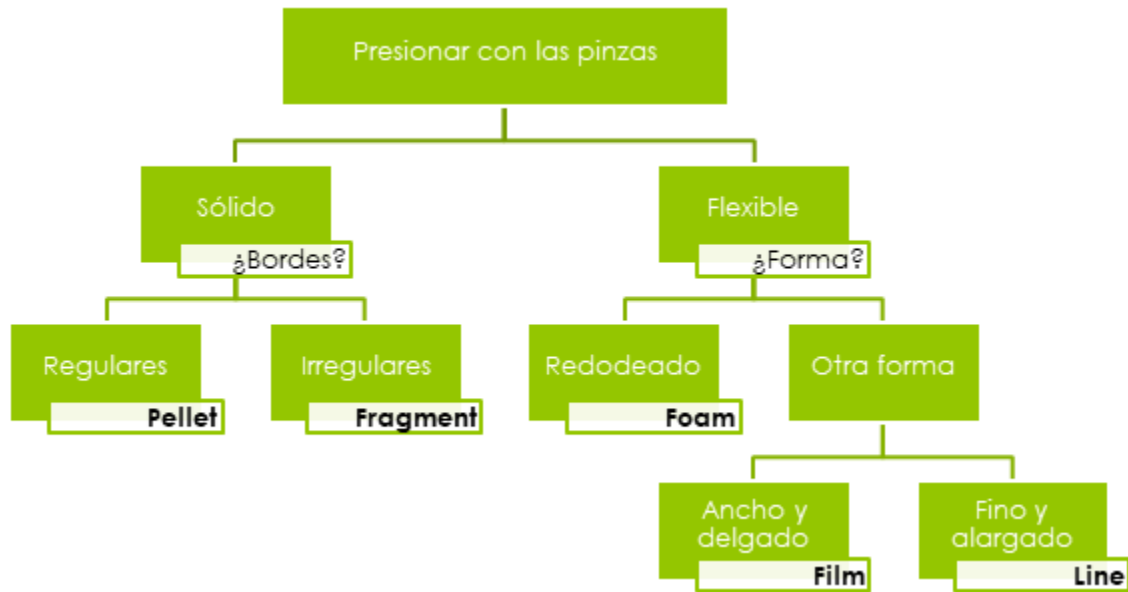 Presionar con las pinzas
Sólido
¿Bordes?
Flexible
¿Forma?
Regulares
Pellet
Irregulares
Fragment
Redodeado
Foam
Otra forma
Ancho y
delgado
Film
Fino y
alargado
Line